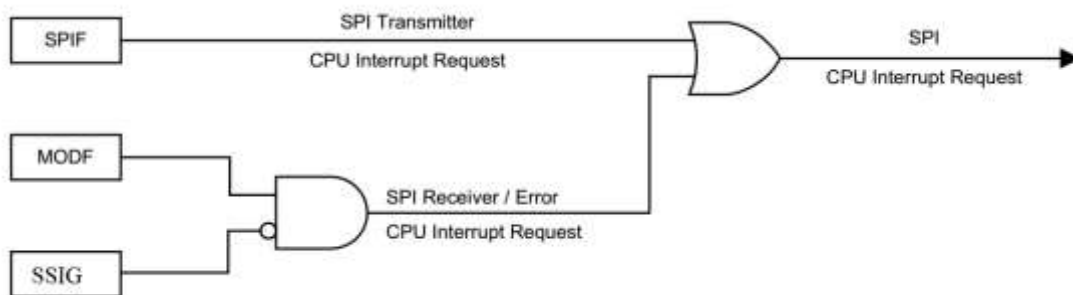 SPIF
SPI Transmitter
CPU Interrupt Request
SPI
CPU Interrupt Request
MODF
SPI Receiver / Error
CPU Interrupt Request
SSIG